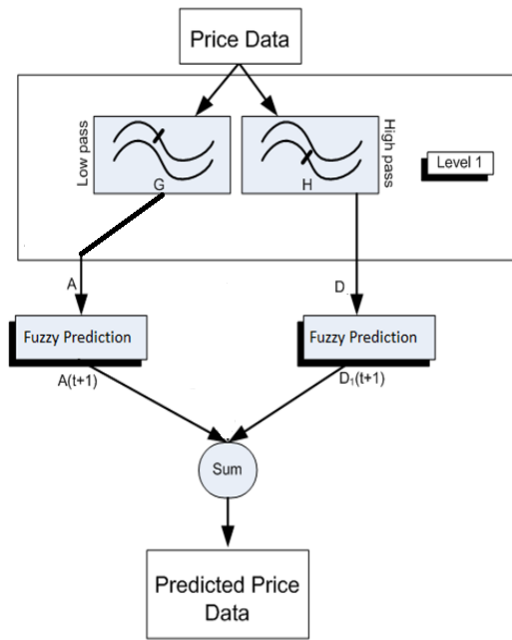 Price Data
Low pass
High pass
Level 1
G
H
A
D
Fuzzy Prediction
Fuzzy Prediction
A(t+1)
D₁(t+1)
Sum
Predicted Price
Data